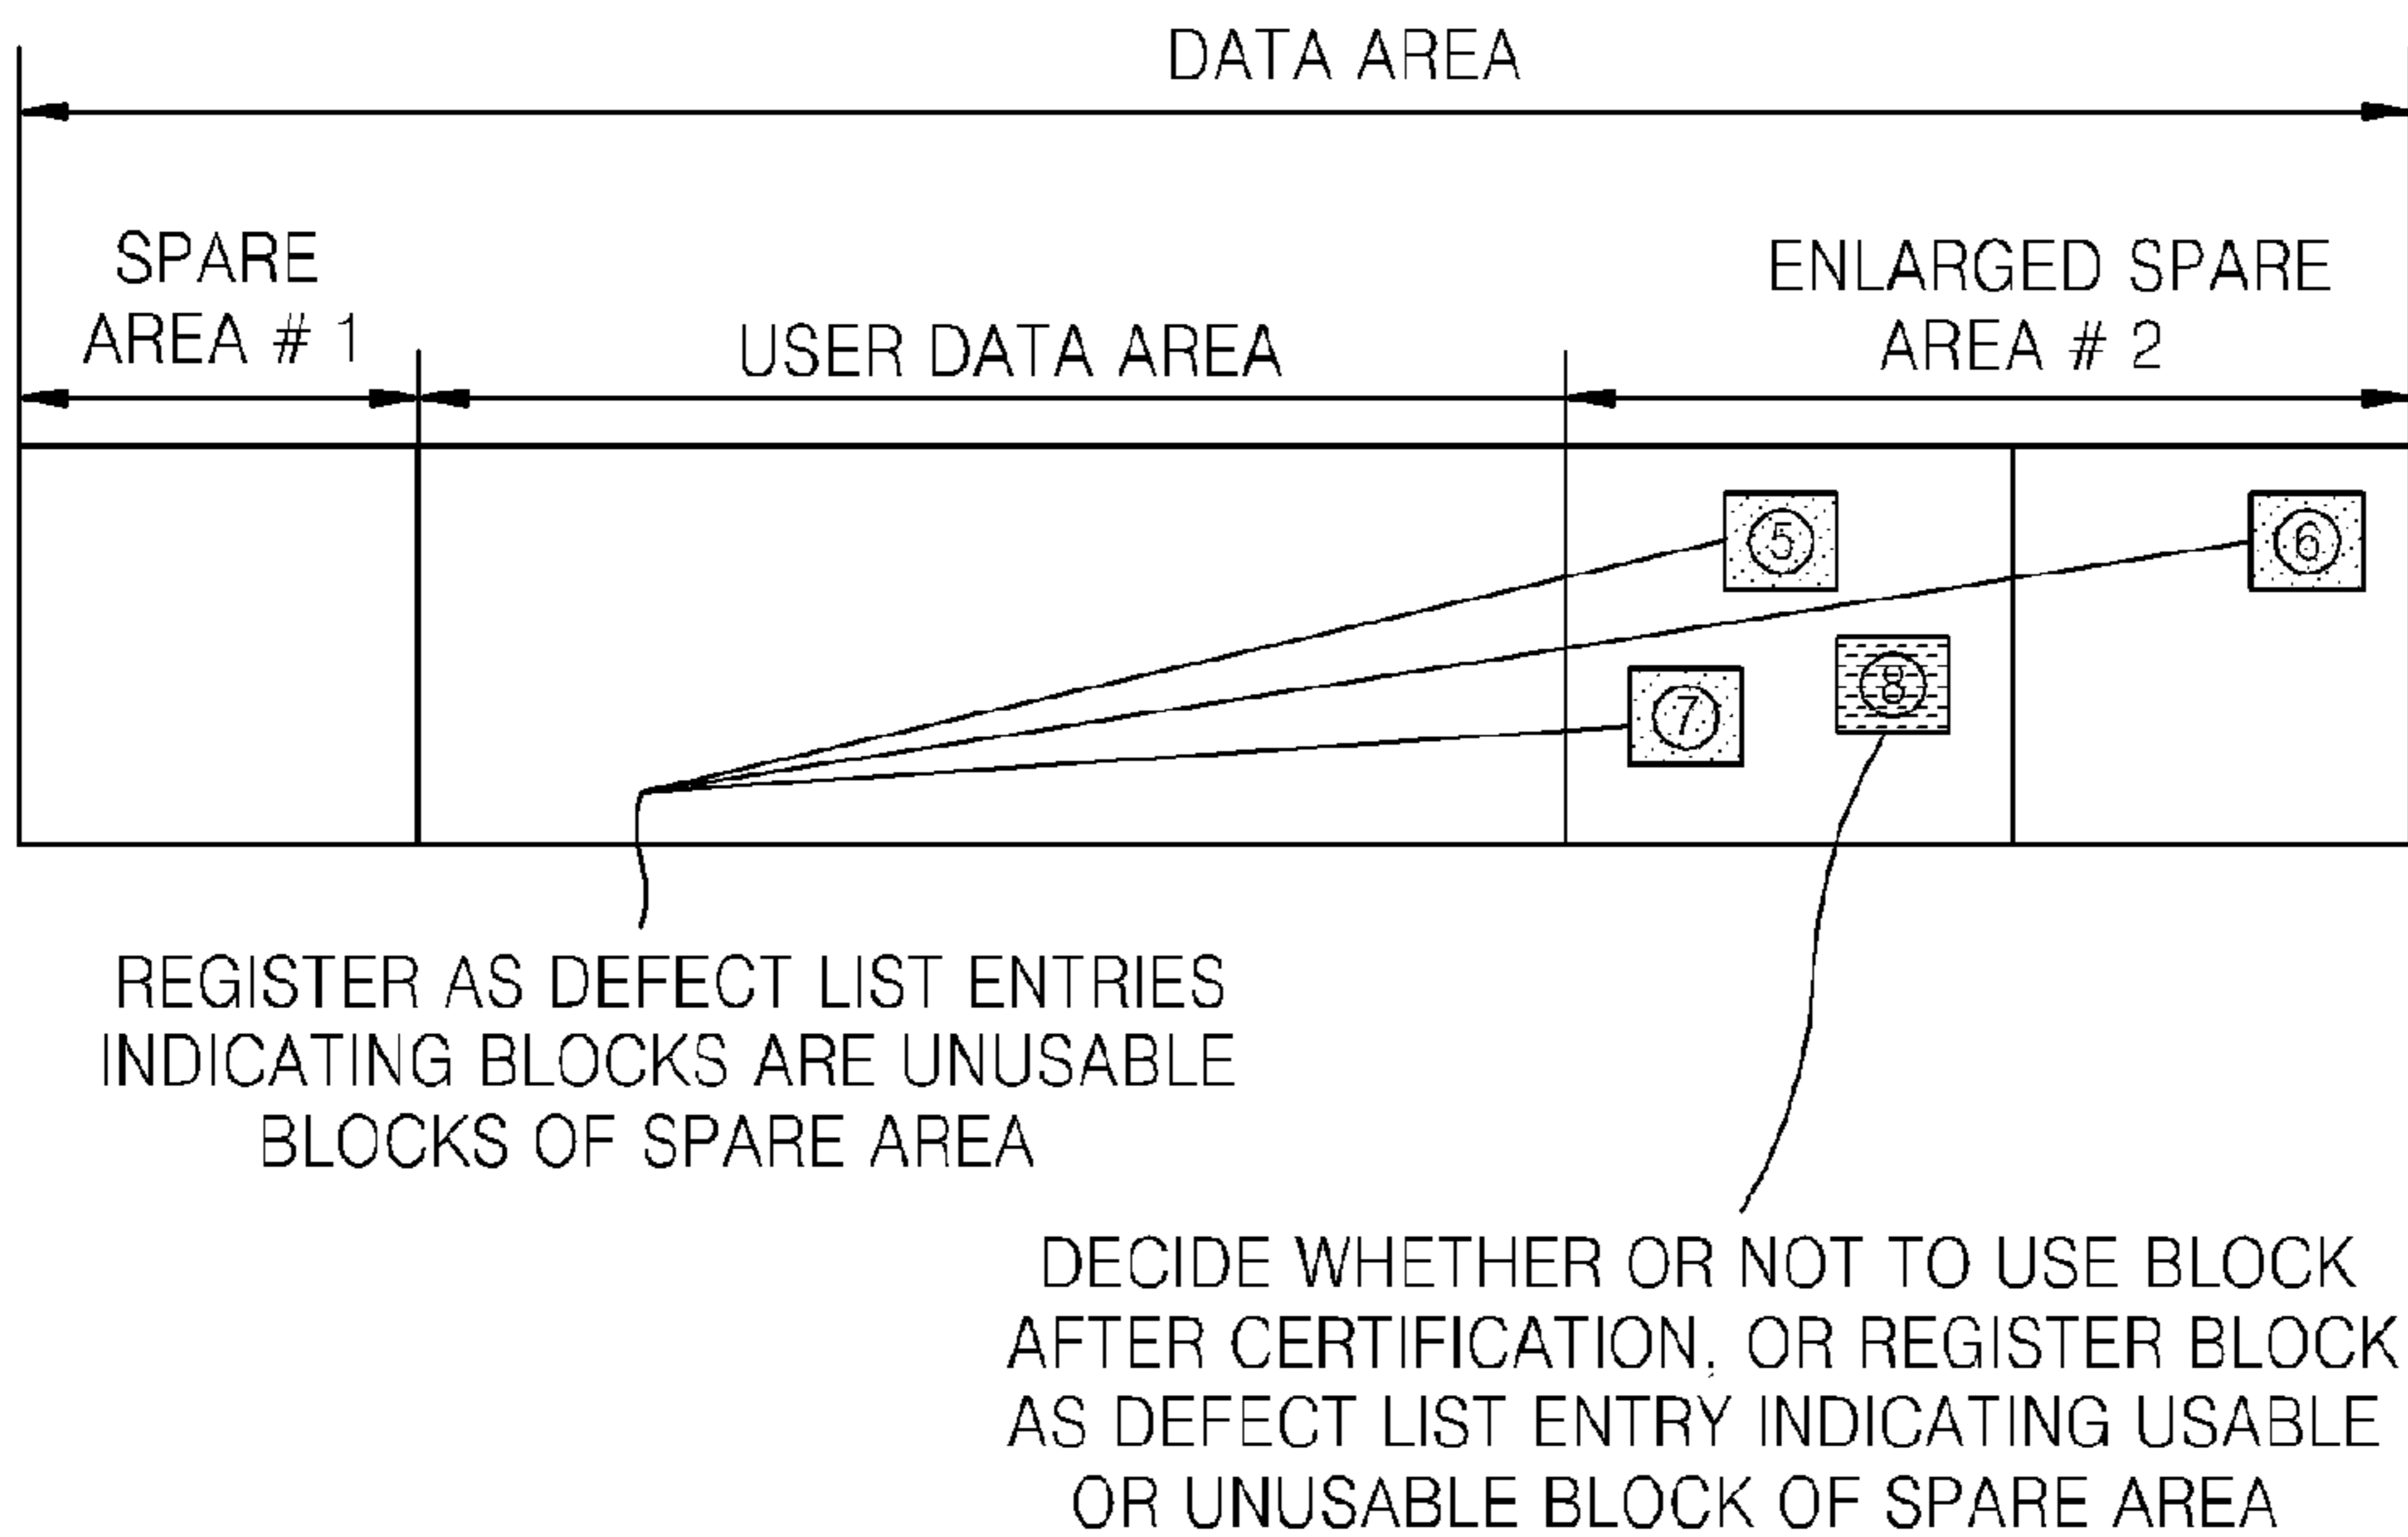 DATA AREA
SPARE
AREA # 1
USER DATA AREA
ENLARGED SPARE
AREA # 2
⑤
⑥
⑦
⑧
REGISTER AS DEFECT LIST ENTRIES
INDICATING BLOCKS ARE UNUSABLE
BLOCKS OF SPARE AREA
DECIDE WHETHER OR NOT TO USE BLOCK
AFTER CERTIFICATION, OR REGISTER BLOCK
AS DEFECT LIST ENTRY INDICATING USABLE
OR UNUSABLE BLOCK OF SPARE AREA